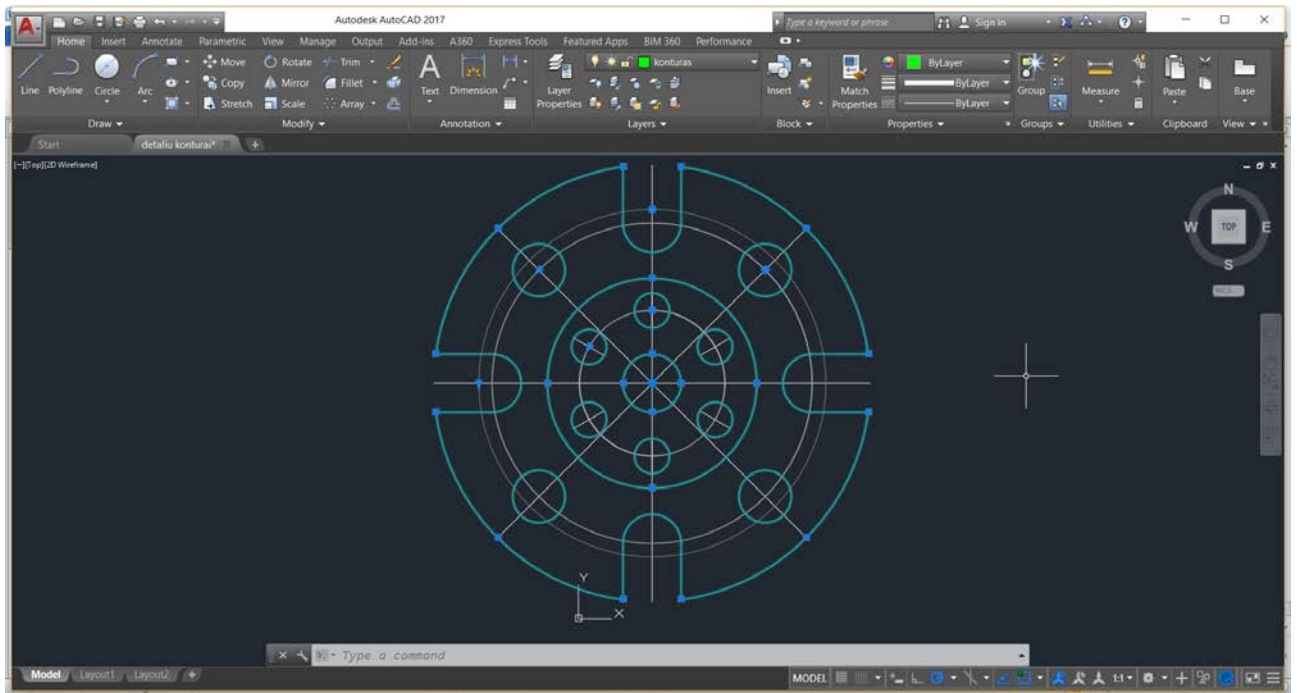 Autodesk AutoCAD 2017
Type a keyword or phrase
Sign In
Home Insert Annotate Parametric View Manage Output Add-ins A360 Express Tools Featured Apps BIM 360 Performance
Line Polyline Circle Arc
Move Rotate Trim
Copy Mirror Fillet
Stretch Scale Array
Text Dimension
Layer Properties
konturas
Insert
Match Properties
ByLayer
ByLayer
ByLayer
Group
Measure
Paste
Base
Draw Modify Annotation Layers Block Properties Groups Utilities Clipboard View
Start detaliu konturai*
[-][Top][2D Wireframe]
N
W TOP E
S
WCS
Y
X
Type a command
Model Layout1 Layout2 +
MODEL 1:1